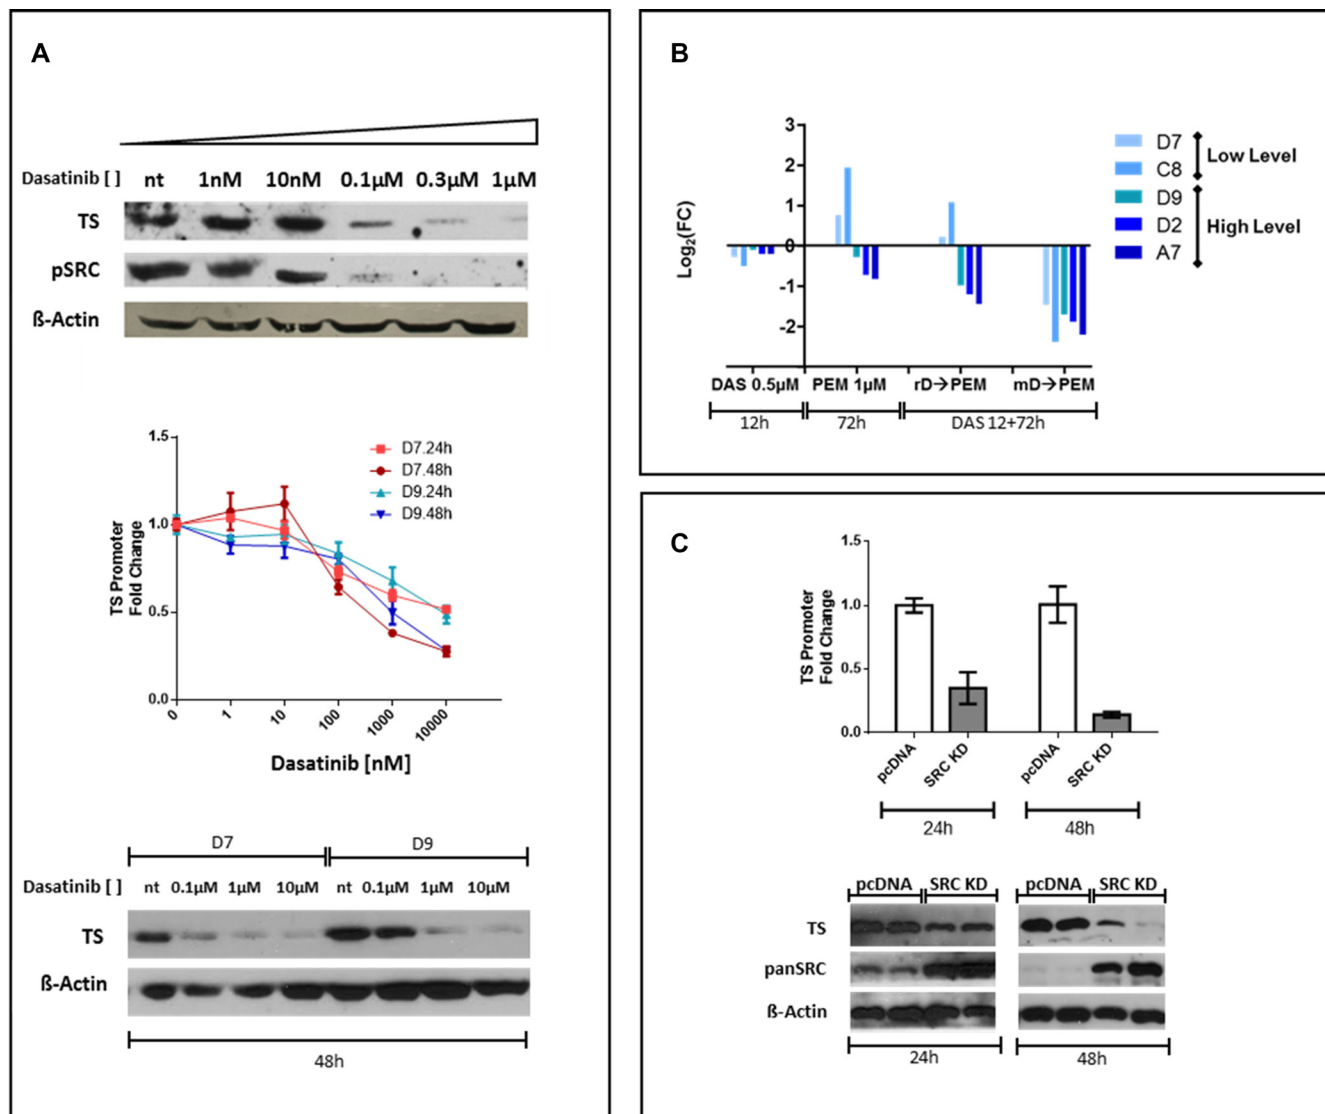 A
Dasatinib [ ] nt 1nM 10nM 0.1µM 0.3µM 1µM
TS
pSRC
ß-Actin
1.5
1.0
0.5
0.0
TS Promoter
Fold Change
D7.24h
D7.48h
D9.24h
D9.48h
0 1 10 100 1000 10000
Dasatinib [nM]
D7 D9
Dasatinib [ ] nt 0.1µM 1µM 10µM nt 0.1µM 1µM 10µM
TS
ß-Actin
48h
B
3
2
1
0
-1
-2
Log₂(FC)
D7
C8
Low Level
D9
D2
A7
High Level
DAS 0.5µM PEM 1µM rD→PEM mD→PEM
12h 72h DAS 12+72h
C
1.5
1.0
0.5
0.0
TS Promoter
Fold Change
pcDNA SRC KD pcDNA SRC KD
24h 48h
pcDNA SRC KD pcDNA SRC KD
TS
panSRC
ß-Actin
24h 48h